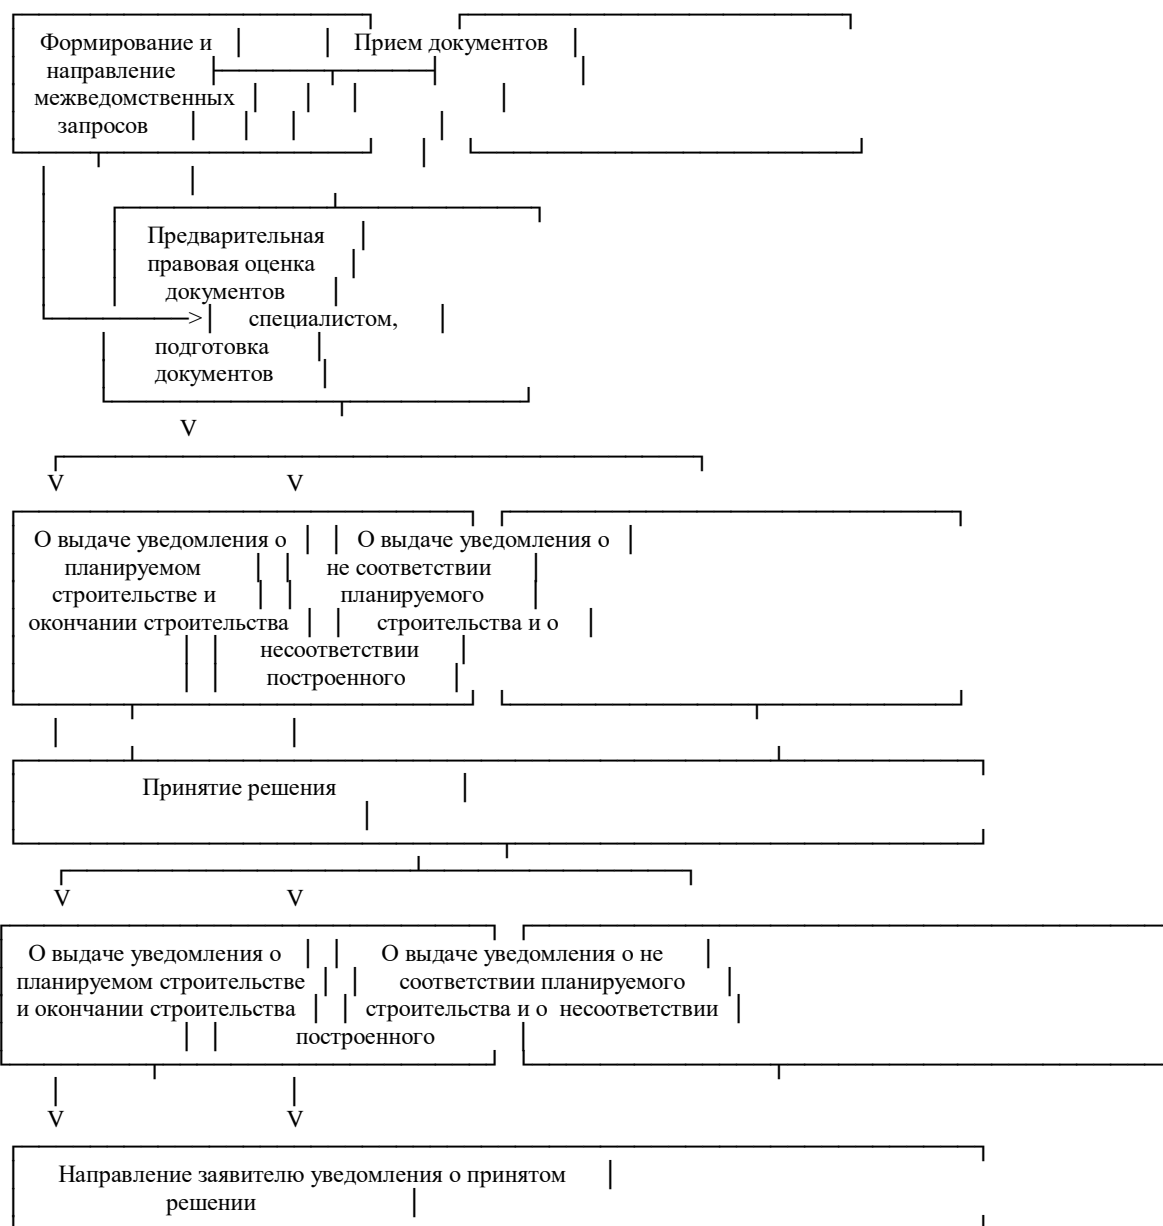 Формирование и Прием документов
направление
межведомственных
запросов
Предварительная
правовая оценка
документов
> специалистом,
подготовка
документов
V
V V
О выдаче уведомления о О выдаче уведомления о
планируемом не соответствии
строительстве и планируемого
окончании строительства строительства и о
несоответствии
построенного
Принятие решения
V V
О выдаче уведомления о О выдаче уведомления о не
планируемом строительстве соответствии планируемого
и окончании строительства строительства и о несоответствии
построенного
V V
Направление заявителю уведомления о принятом
решении